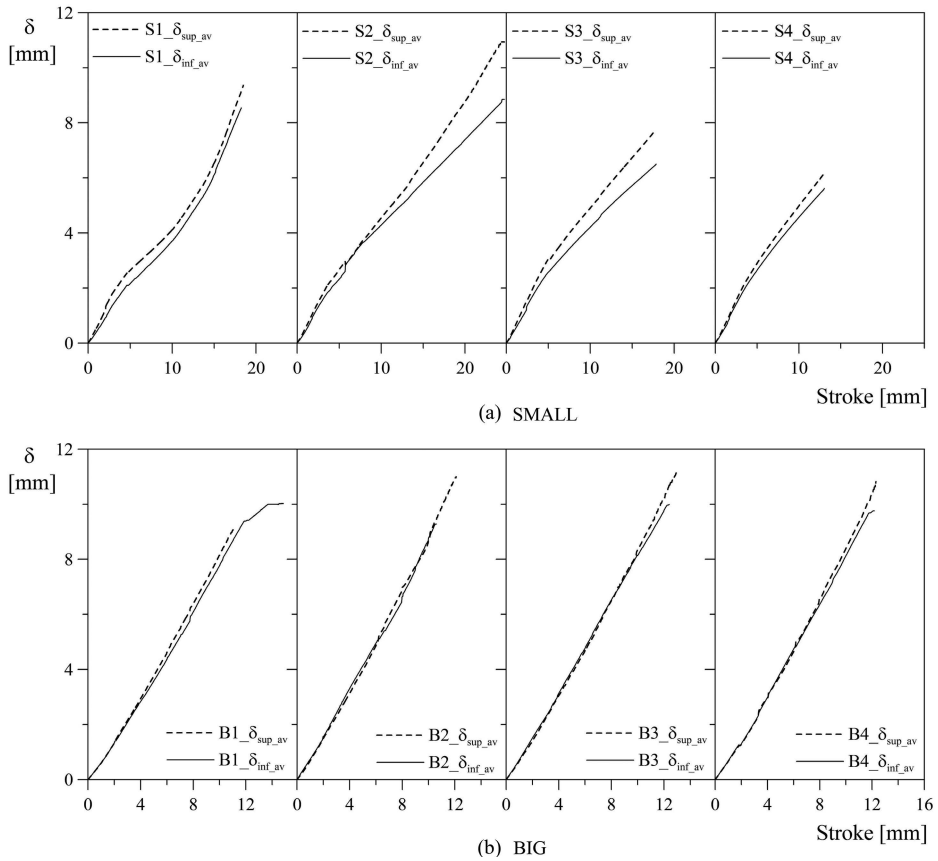 δ
[mm]
12
8
4
0
S1_δsup_av
S1_δinf_av
S2_δsup_av
S2_δinf_av
S3_δsup_av
S3_δinf_av
S4_δsup_av
S4_δinf_av
0 10 20 0 10 20 0 10 20 0 10 20
Stroke [mm]
(a) SMALL
δ
[mm]
12
8
4
0
B1_δsup_av
B1_δinf_av
B2_δsup_av
B2_δinf_av
B3_δsup_av
B3_δinf_av
B4_δsup_av
B4_δinf_av
0 4 8 12 0 4 8 12 0 4 8 12 0 4 8 12 16
Stroke [mm]
(b) BIG